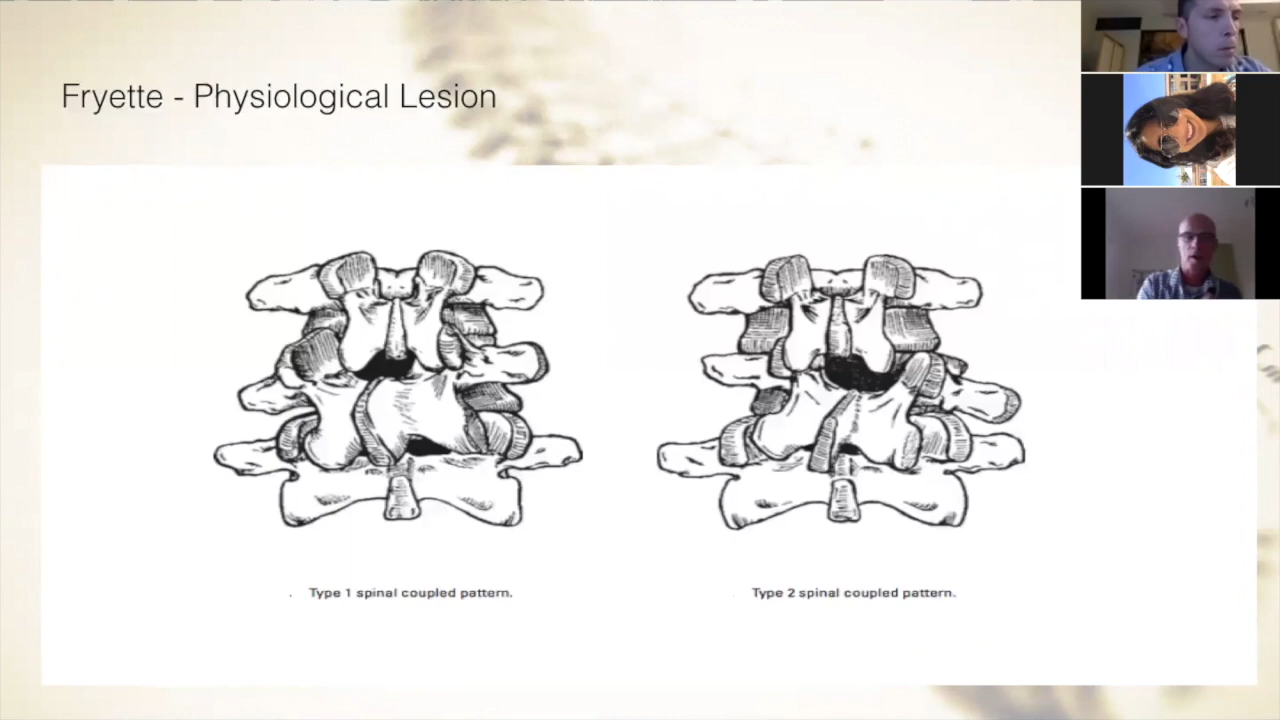 Fryette - Physiological Lesion
. Type 1 spinal coupled pattern.
Type 2 spinal coupled pattern.